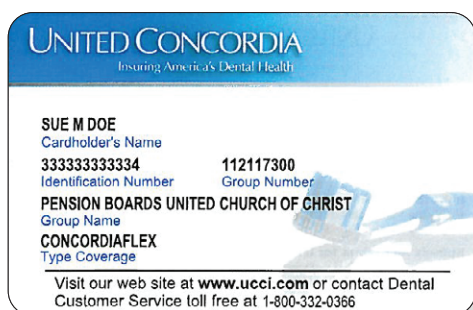 UNITED CONCORDIA
Insuring America's Dental Health
SUE M DOE
Cardholder's Name
333333333334 112117300
Identification Number Group Number
PENSION BOARDS UNITED CHURCH OF CHRIST
Group Name
CONCORDIAFLEX
Type Coverage
Visit our web site at www.ucci.com or contact Dental
Customer Service toll free at 1-800-332-0366